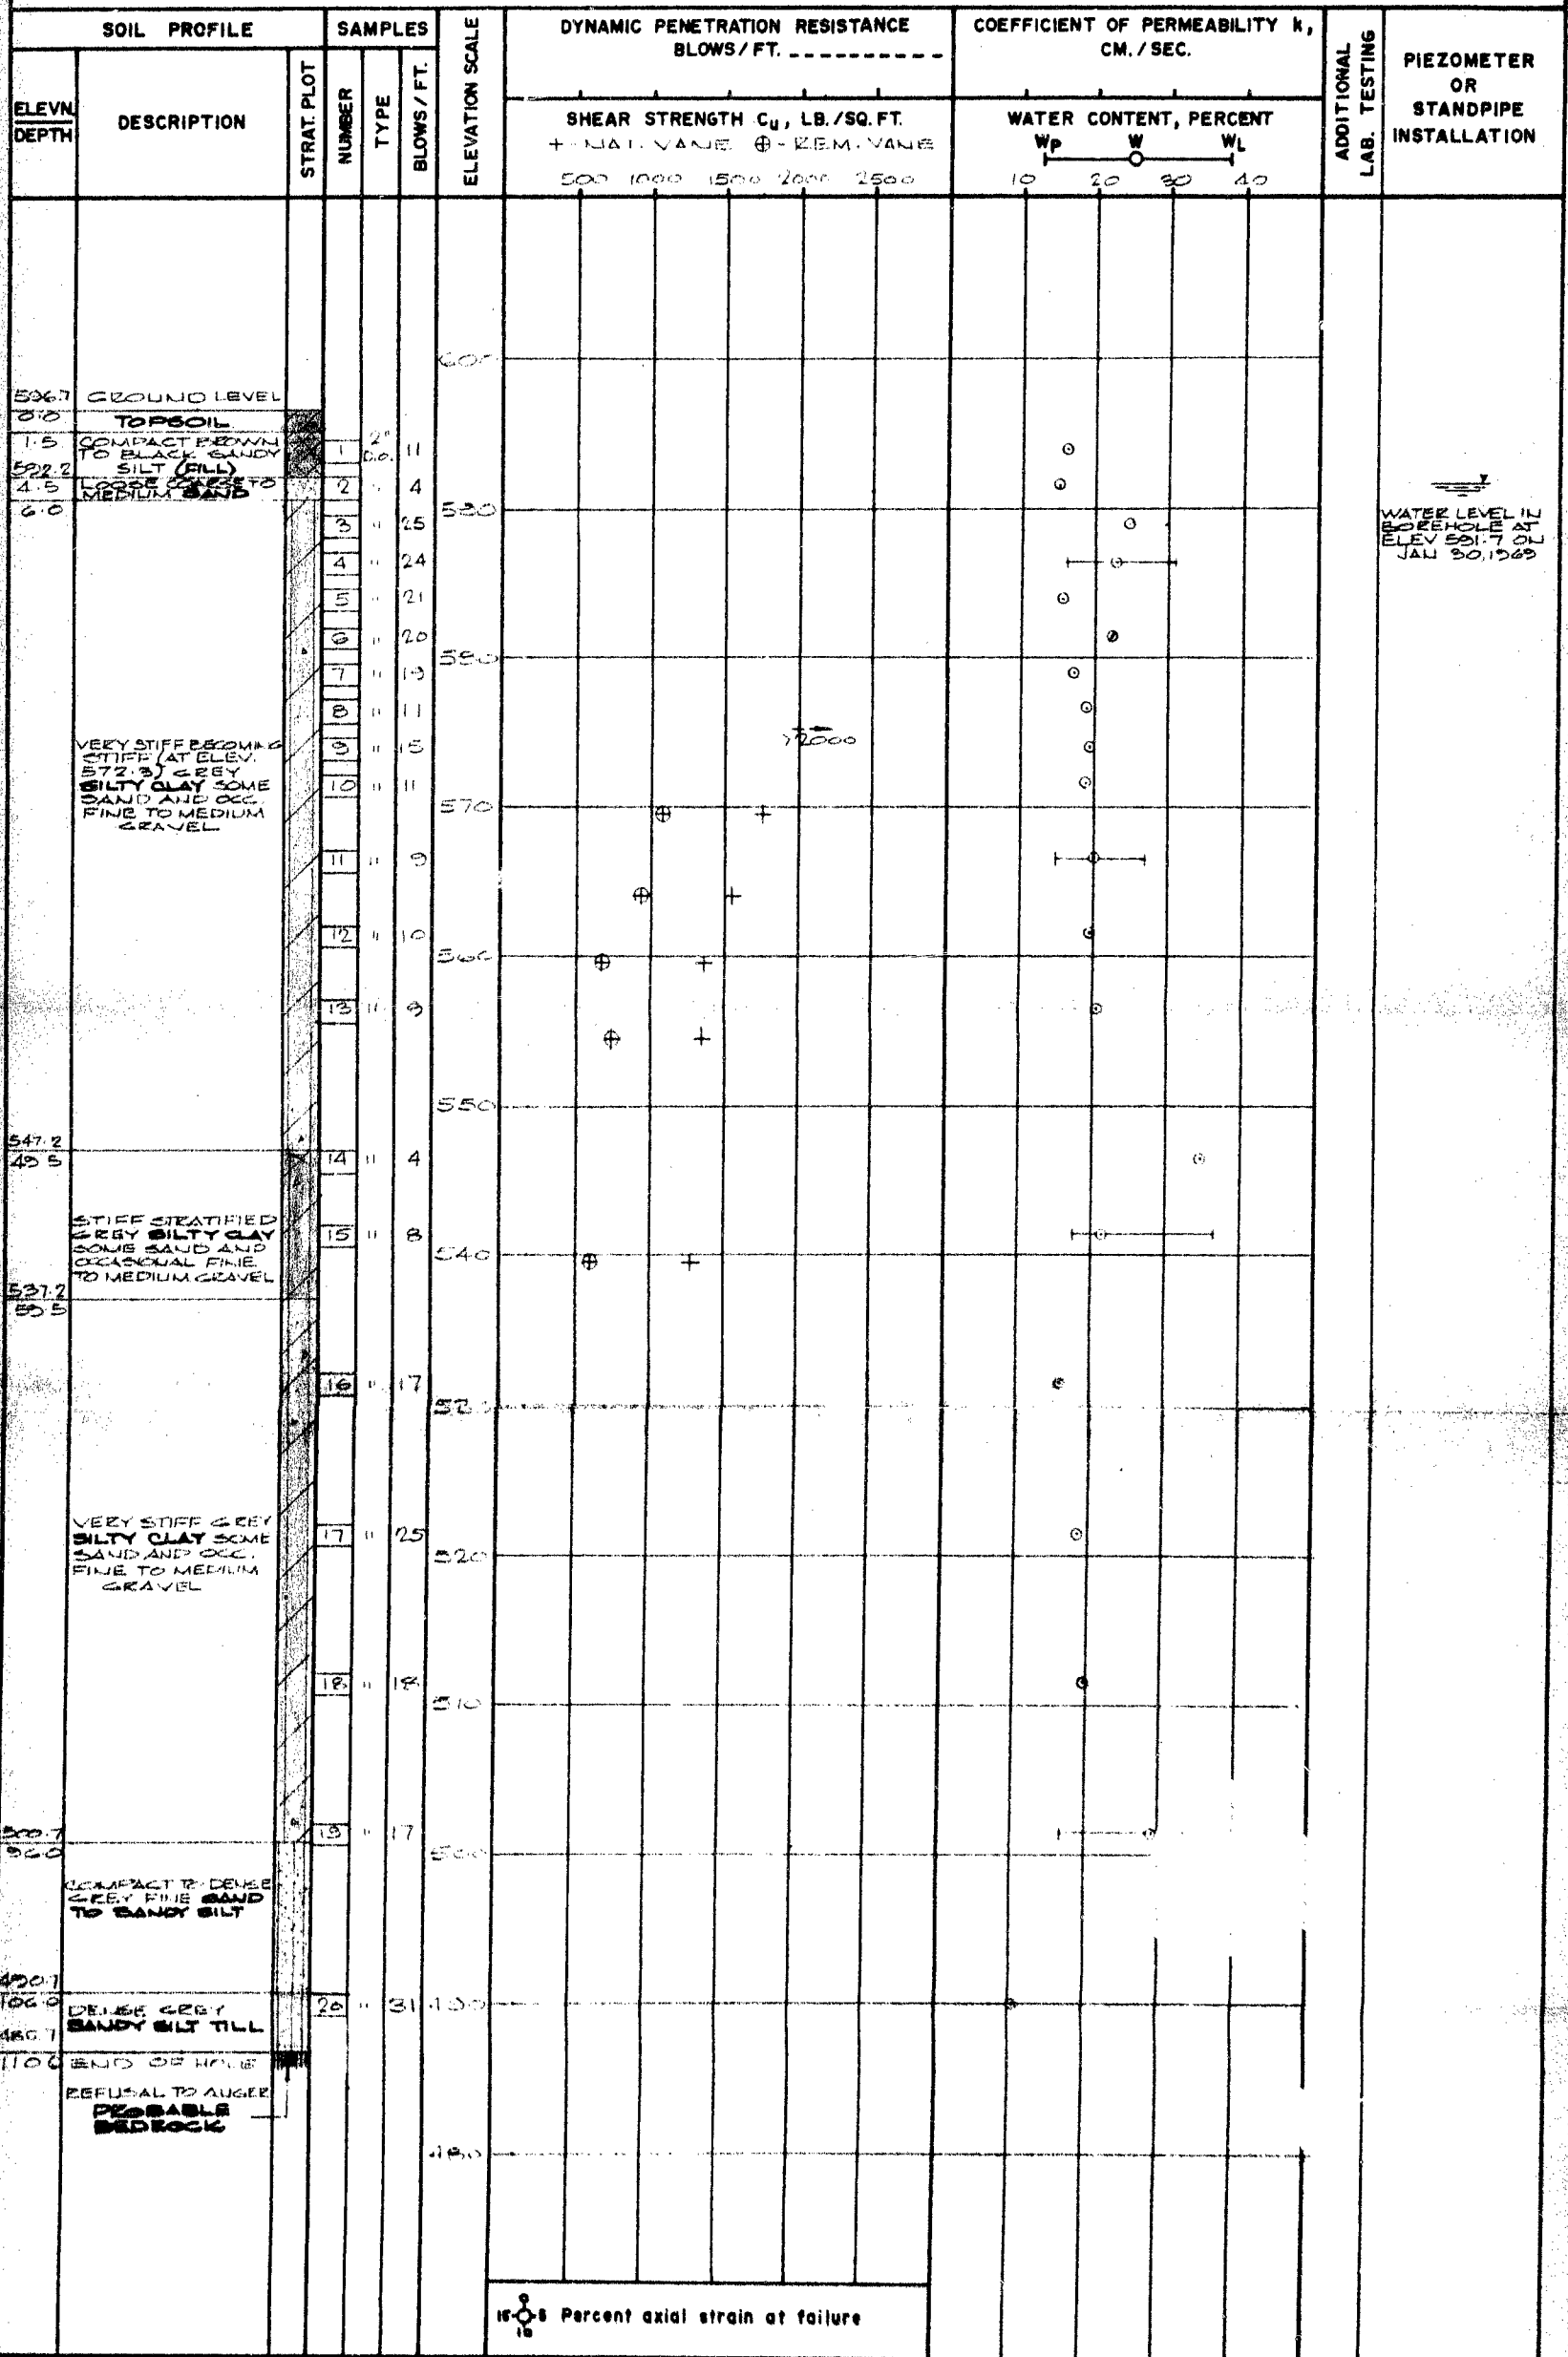 SOIL PROFILE
SAMPLES
ELEVATION SCALE
DYNAMIC PENETRATION RESISTANCE
BLOWS/FT.
COEFFICIENT OF PERMEABILITY k,
CM./SEC.
ADDITIONAL
LAB. TESTING
PIEZOMETER
OR
STANDPIPE
INSTALLATION
ELEVN
DEPTH
DESCRIPTION
STRAT. PLOT
NUMBER
TYPE
BLOWS/FT.
SHEAR STRENGTH Cu, LB./SQ.FT.
+ - NAT. VANE ⊕ - REM. VANE
500 1000 1500 2000 2500
WATER CONTENT, PERCENT
WP W WL
10 20 30 40
600
596.7 GROUND LEVEL
0.0 TOPSOIL
1.5 COMPACT BROWN
TO BLACK SANDY
592.2 SILT (FILL)
4.5 LOOSE COARSE TO
MEDIUM SAND
6.0
1 2" D.O. 11
2 " 4
590
3 " 25
4 " 24
5 " 21
6 " 20
580
7 " 19
8 " 11
9 " 15
10 " 11
WATER LEVEL IN
BOREHOLE AT
ELEV 591.7 ON
JAN 30, 1969
>2000
VERY STIFF BECOMING
STIFF (AT ELEV.
572.3) GREY
SILTY CLAY SOME
SAND AND OCC.
FINE TO MEDIUM
GRAVEL
570
11 " 9
12 " 10
560
13 " 9
550
547.2
49.5
14 " 4
STIFF STRATIFIED
GREY SILTY CLAY
SOME SAND AND
OCCASIONAL FINE
TO MEDIUM GRAVEL
15 " 8
540
537.2
59.5
16 " 17
530
VERY STIFF GREY
SILTY CLAY SOME
SAND AND OCC.
FINE TO MEDIUM
GRAVEL
17 " 25
520
18 " 18
510
19 " 17
500.7
96.0
500
COMPACT TO DENSE
GREY FINE SAND
TO SANDY SILT
490.7
106.0
DENSE GREY
SANDY SILT TILL
20 " 31
490
486.7
110.0 END OF HOLE
REFUSAL TO AUGER
PROBABLE
BEDROCK
480
15 5 10 Percent axial strain at failure